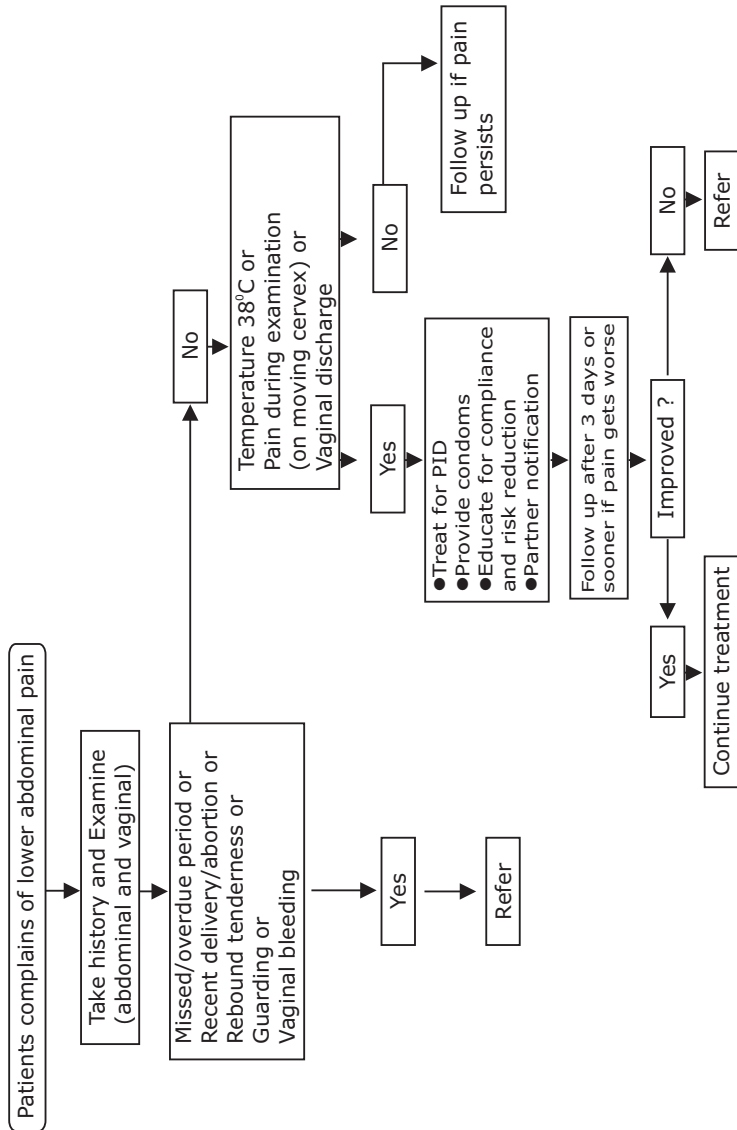 Patients complains of lower abdominal pain
Take history and Examine
(abdominal and vaginal)
Missed/overdue period or
Recent delivery/abortion or
Rebound tenderness or
Guarding or
Vaginal bleeding
Yes
Refer
No
Temperature 38⁰C or
Pain during examination
(on moving cervex) or
Vaginal discharge
Yes
No
Follow up if pain
persists
●Treat for PID
●Provide condoms
●Educate for compliance
and risk reduction
●Partner notification
Follow up after 3 days or
sooner if pain gets worse
Improved ?
Yes
No
Continue treatment
Refer